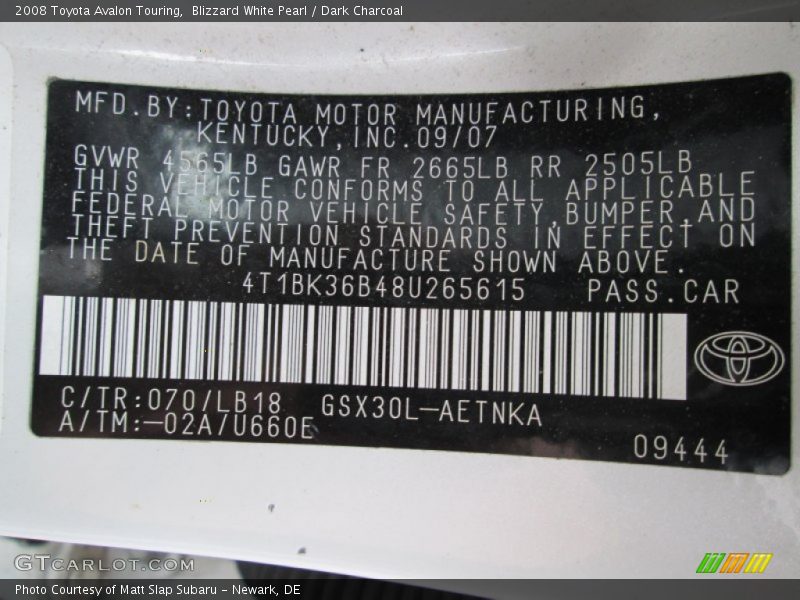 2008 Toyota Avalon Touring,  Blizzard White Pearl / Dark Charcoal
MFD.BY:TOYOTA MOTOR MANUFACTURING,
KENTUCKY,INC.09/07
GVWR 4565LB GAWR FR 2665LB RR 2505LB
THIS VEHICLE CONFORMS TO ALL APPLICABLE
FEDERAL MOTOR VEHICLE SAFETY,BUMPER,AND
THEFT PREVENTION STANDARDS IN EFFECT ON
THE DATE OF MANUFACTURE SHOWN ABOVE.
4T1BK36B48U265615 PASS.CAR
C/TR:070/LB18 GSX30L-AETNKA
A/TM:-02A/U660E
09444
GTCARLOT.COM
Photo Courtesy of Matt Slap Subaru - Newark, DE